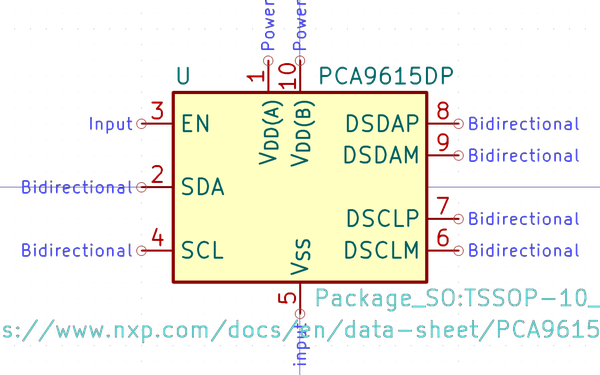 Power
Power
U
PCA9615DP
1
10
3
EN
Input
VDD(A)
VDD(B)
DSDAP
8
Bidirectional
DSDAM
9
Bidirectional
Bidirectional
2
SDA
DSCLP
7
Bidirectional
Bidirectional
4
SCL
VSS
DSCLM
6
Bidirectional
5
Package_SO:TSSOP-10_
s://www.nxp.com/docs/en/data-sheet/PCA9615
input